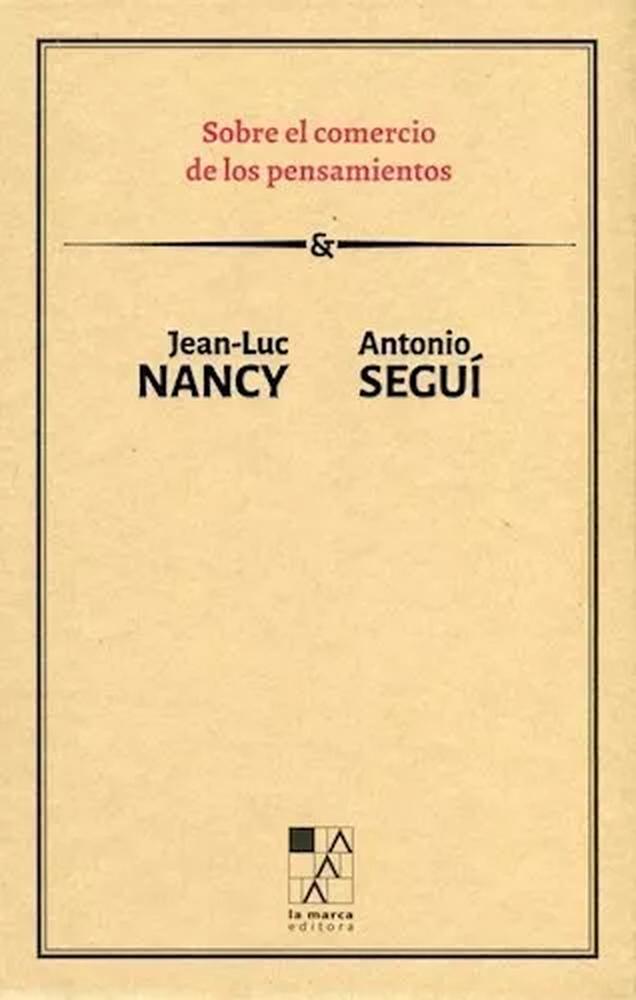 Sobre el comercio
de los pensamientos
&
Jean-Luc
NANCY
Antonio
SEGUÍ
la marca
editora